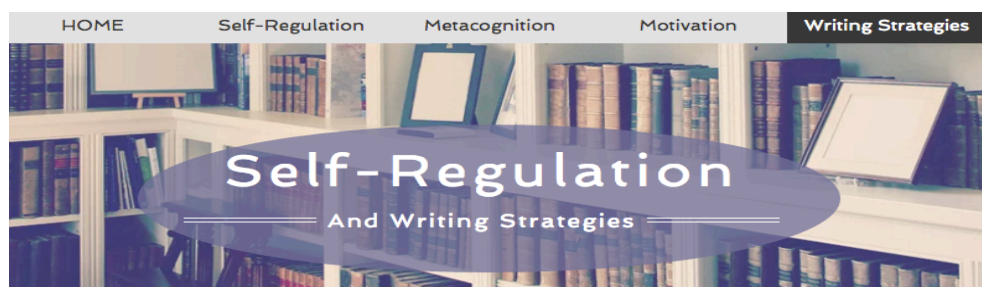 HOME Self-Regulation Metacognition Motivation Writing Strategies
Self-Regulation
And Writing Strategies